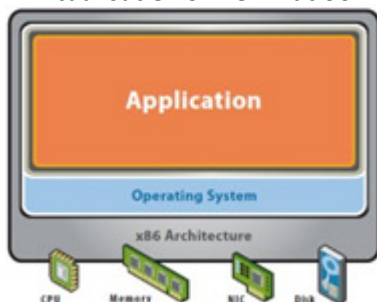 Application
Operating System
x86 Architecture
CPU Memory NIC Disk